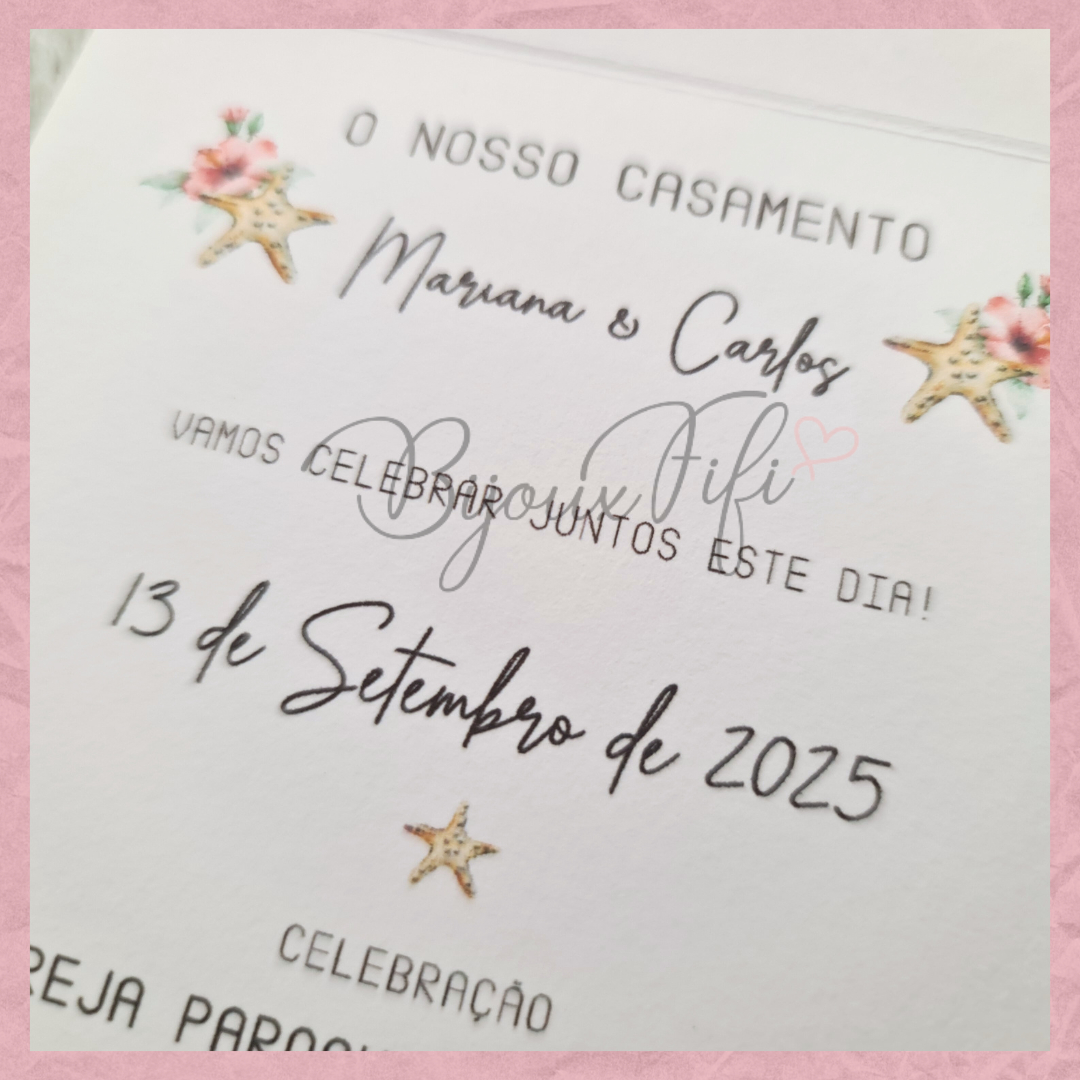 O NOSSO CASAMENTO
Mariana & Carlos
VAMOS CELEBRAR JUNTOS ESTE DIA!
Bijoux Fifi
13 de Setembro de 2025
CELEBRAÇÃO